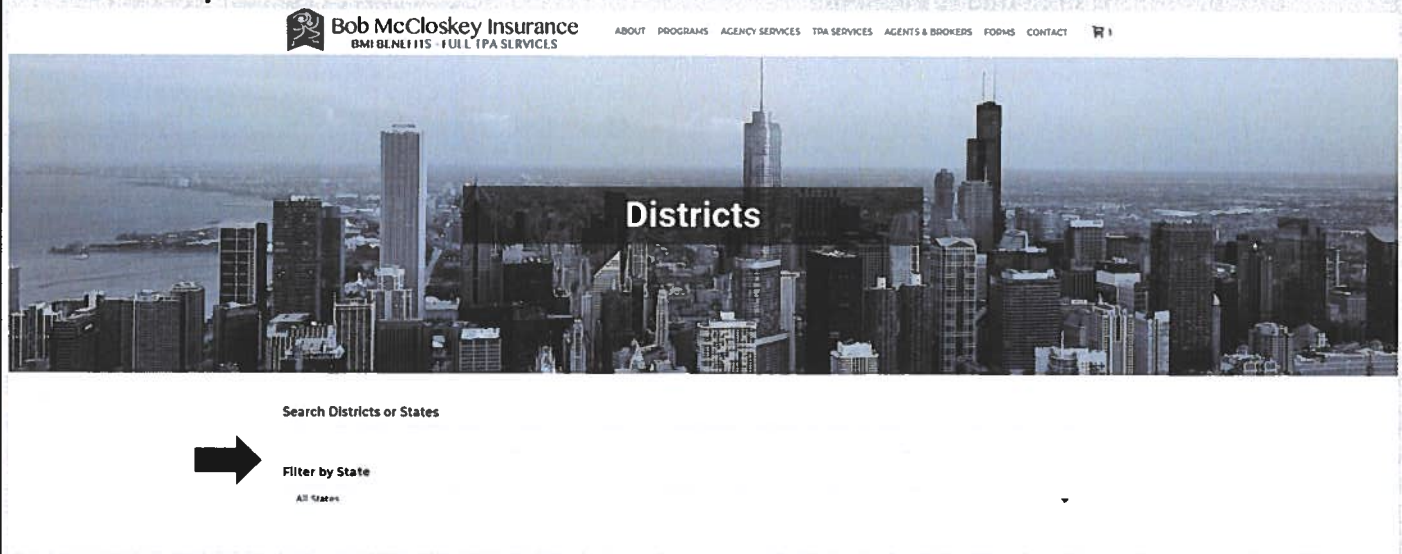 Bob McCloskey Insurance
BMI BENEFITS - FULL TPA SERVICES
ABOUT PROGRAMS AGENCY SERVICES TPA SERVICES AGENTS & BROKERS FORMS CONTACT
Districts
Search Districts or States
Filter by State
All States